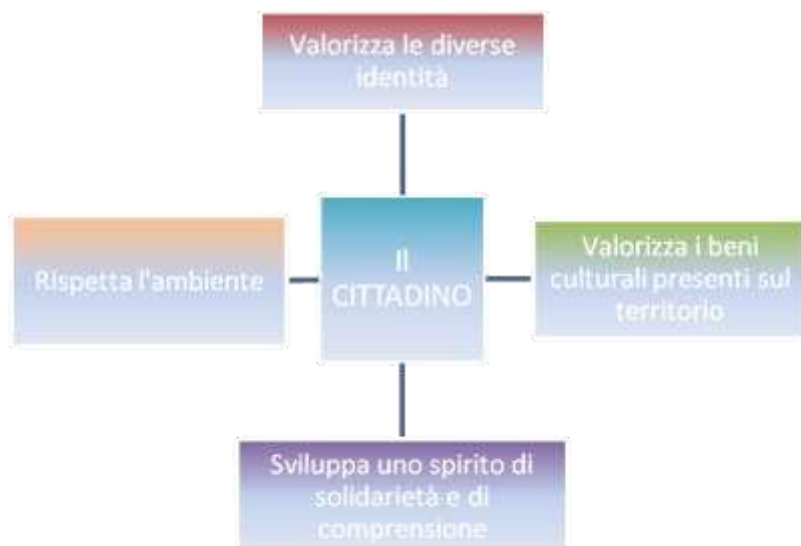 Valorizza le diverse
identità
Rispetta l'ambiente
Il
CITTADINO
Valorizza i beni
culturali presenti sul
territorio
Sviluppa uno spirito di
solidarietà e di
comprensione